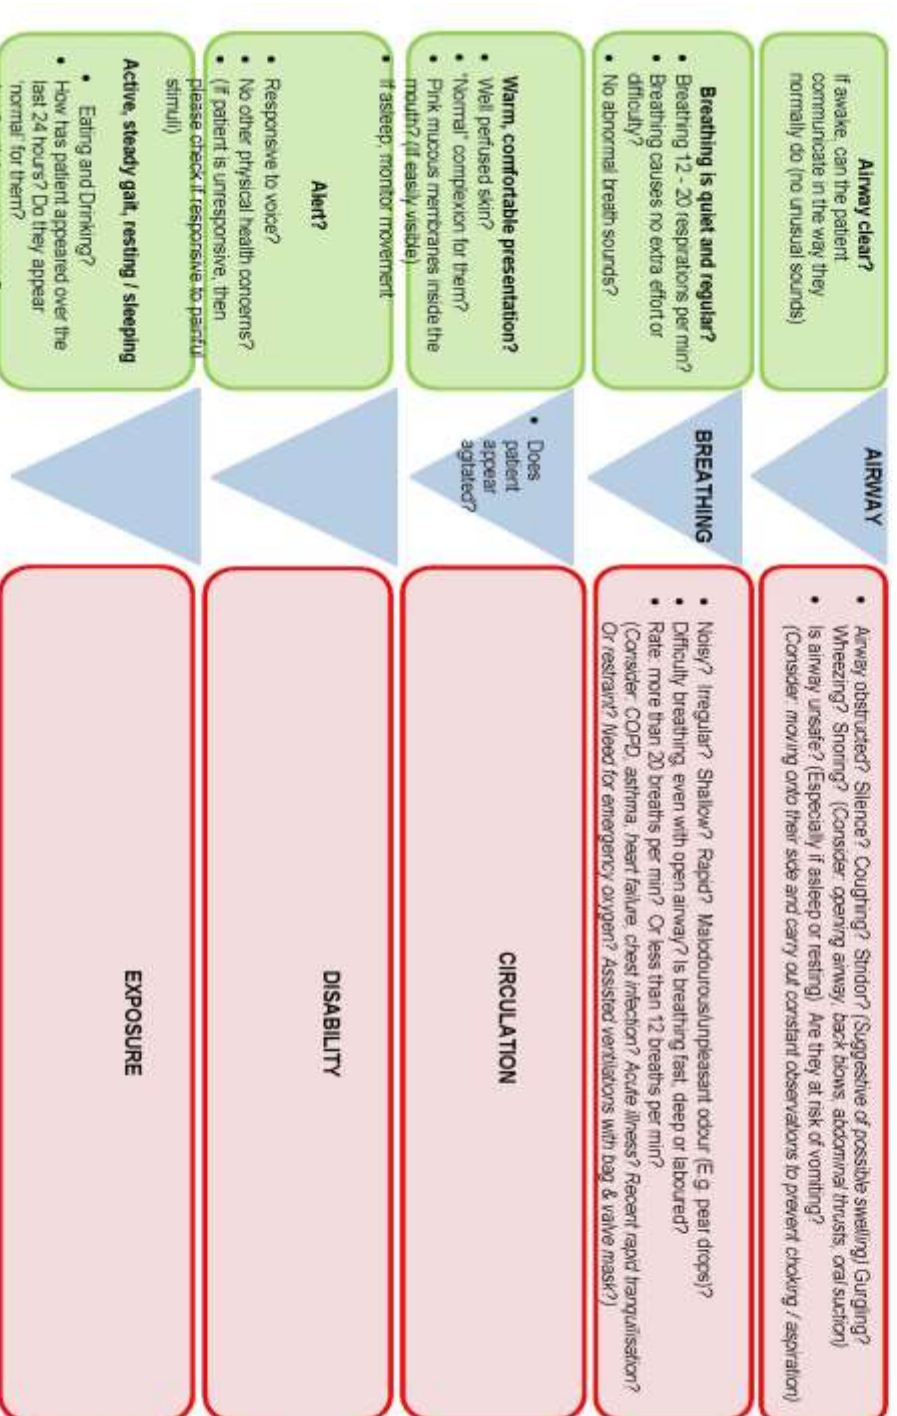 Airway clear?
If awake, can the patient
communicate in the way they
normally do (no unusual sounds)
AIRWAY
• Airway obstructed? Silence? Coughing? Stridor? (Suggestive of possible swelling) Gurgling?
Wheezing? Snoring? (Consider: opening airway, back blows, abdominal thrusts, oral suction)
• Is airway unsafe? (Especially if asleep or resting) Are they at risk of vomiting?
(Consider: moving onto their side and carry out constant observations to prevent choking / aspiration)
Breathing is quiet and regular?
• Breathing 12 - 20 respirations per min?
• Breathing causes no extra effort or
difficulty?
• No abnormal breath sounds?
BREATHING
• Noisy? Irregular? Shallow? Rapid? Malodourous/unpleasant odour (E.g. pear drops)?
• Difficulty breathing, even with open airway? Is breathing fast, deep or laboured?
• Rate: more than 20 breaths per min? Or less than 12 breaths per min?
(Consider: COPD, asthma, heart failure, chest infection? Acute illness? Recent rapid tranquilisation?
Or restraint? Need for emergency oxygen? Assisted ventilations with bag & valve mask?)
Warm, comfortable presentation?
• Well perfused skin?
• "Normal" complexion for them?
• Pink mucous membranes inside the
mouth? (If easily visible)
• If asleep, monitor movement
• Does
patient
appear
agitated?
CIRCULATION
Alert?
• Responsive to voice?
• No other physical health concerns?
• (If patient is unresponsive, then
please check if responsive to painful
stimuli)
DISABILITY
Active, steady gait, resting / sleeping
• Eating and Drinking?
• How has patient appeared over the
last 24 hours? Do they appear
'normal' for them?
EXPOSURE